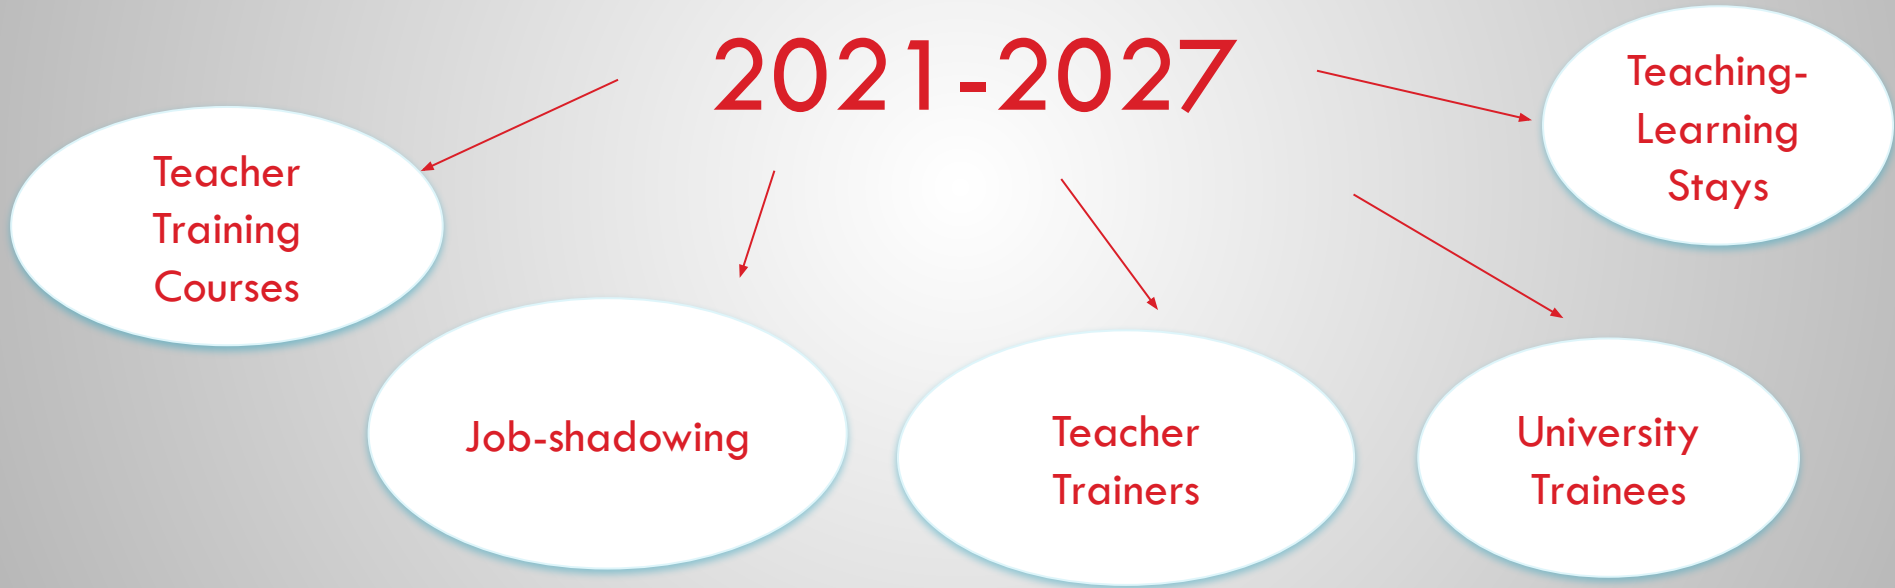 2021-2027
Teacher
Training
Courses
Job-shadowing
Teacher
Trainers
University
Trainees
Teaching-
Learning
Stays